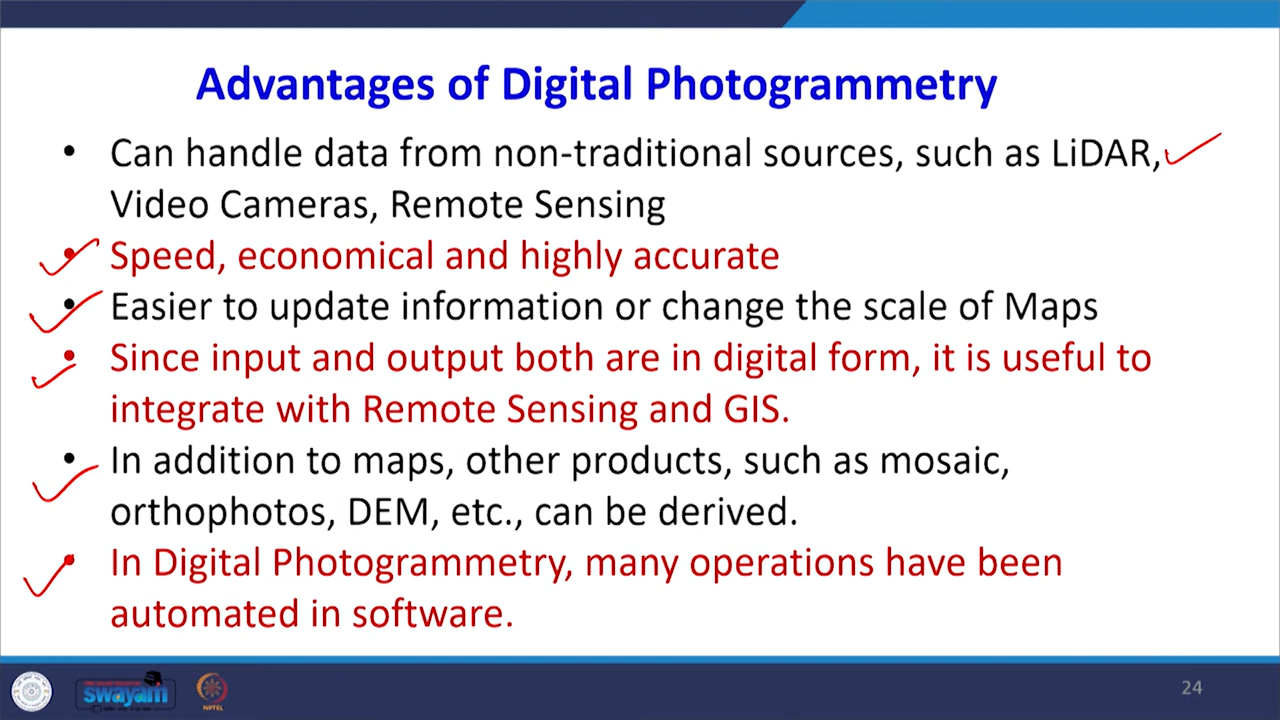 Advantages of Digital Photogrammetry
• Can handle data from non-traditional sources, such as LiDAR,
Video Cameras, Remote Sensing
• Speed, economical and highly accurate
• Easier to update information or change the scale of Maps
• Since input and output both are in digital form, it is useful to
integrate with Remote Sensing and GIS.
• In addition to maps, other products, such as mosaic,
orthophotos, DEM, etc., can be derived.
• In Digital Photogrammetry, many operations have been
automated in software.
swayam
NPTEL
24